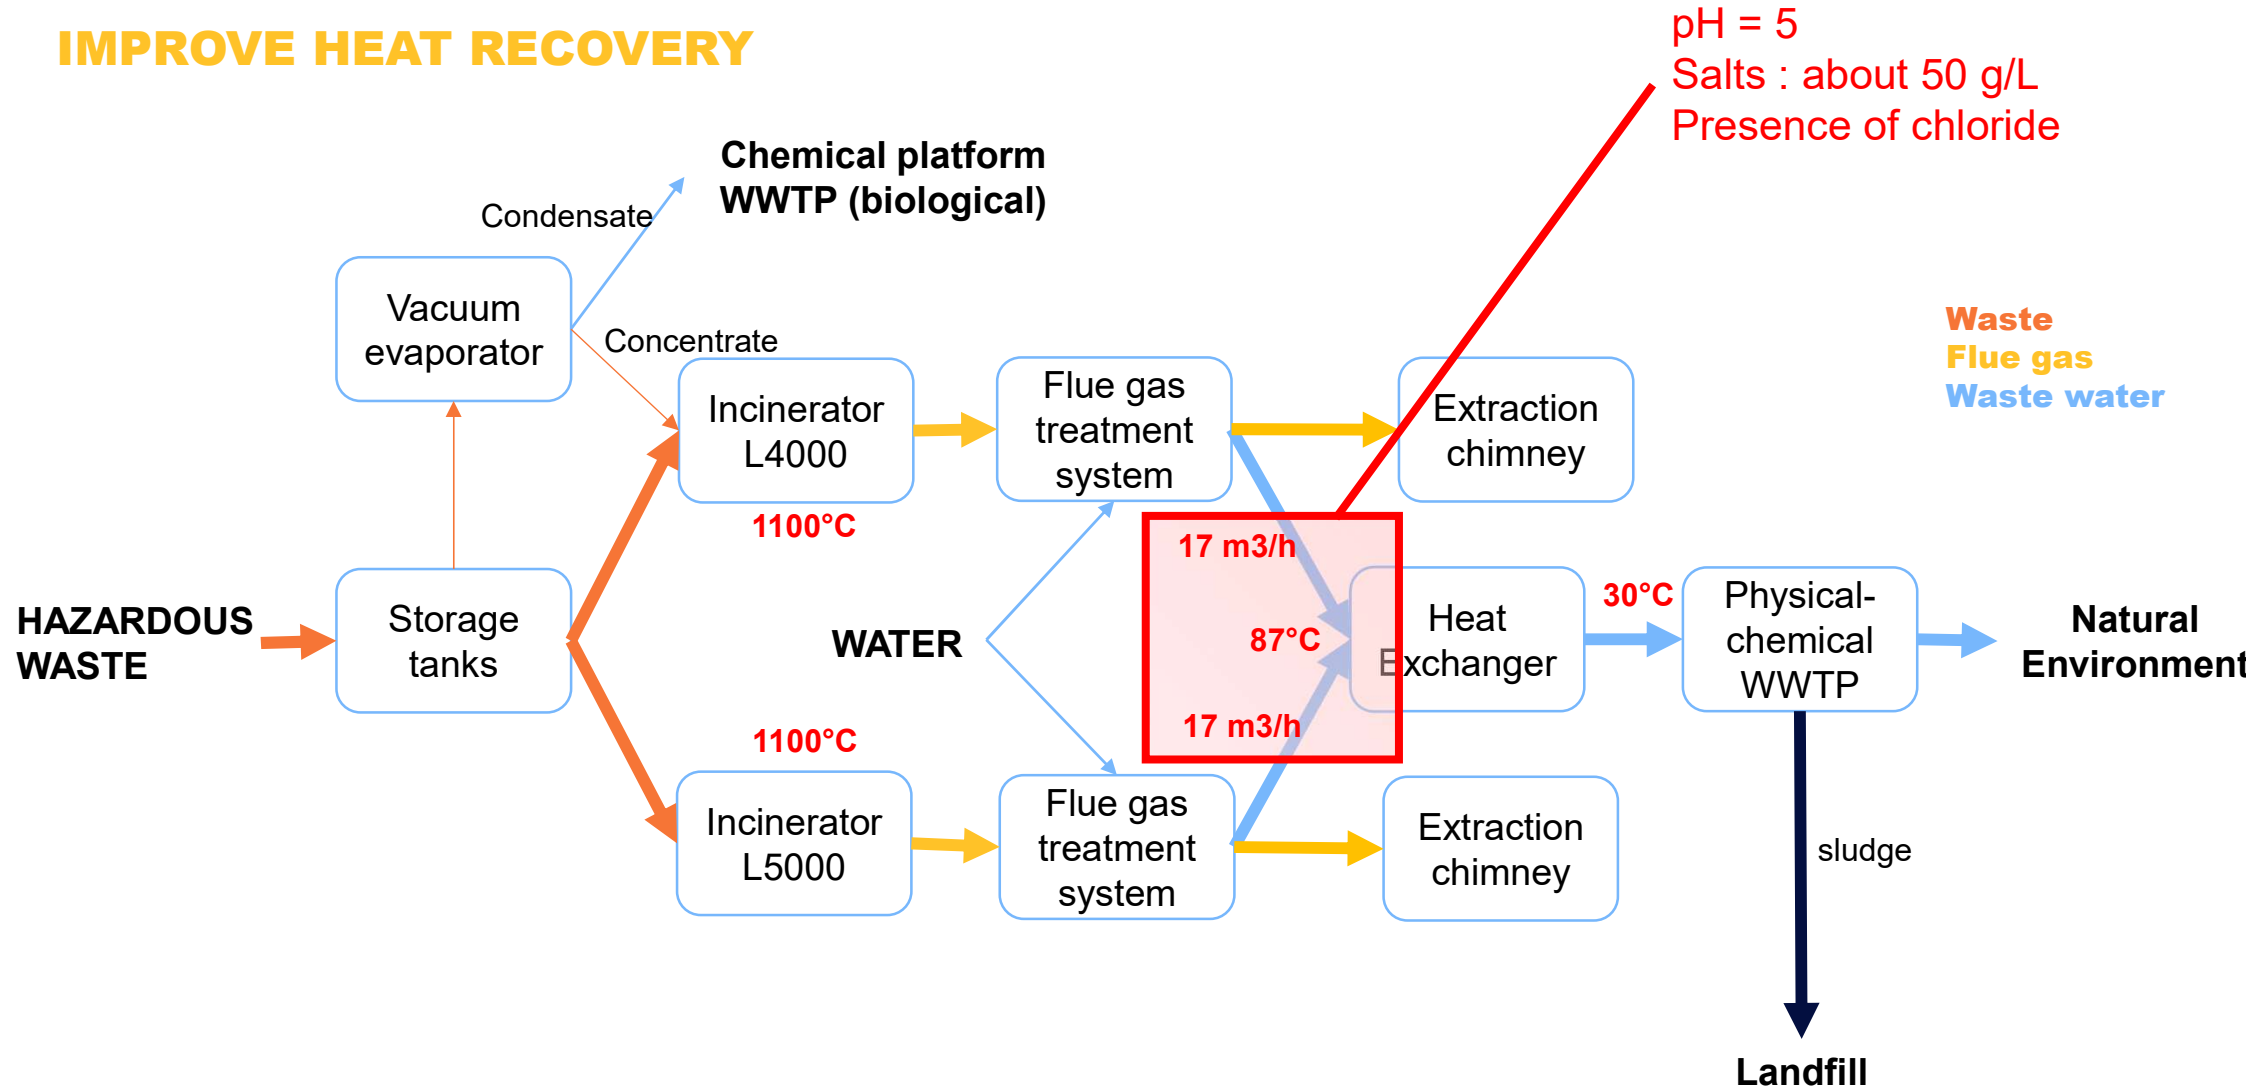 IMPROVE HEAT RECOVERY
pH = 5
Salts : about 50 g/L
Presence of chloride
Chemical platform
WWTP (biological)
Condensate
Vacuum
evaporator
Concentrate
Waste
Flue gas
Waste water
Incinerator
L4000
Flue gas
treatment
system
Extraction
chimney
1100°C
17 m3/h
HAZARDOUS
WASTE
Storage
tanks
WATER
87°C
Heat
Exchanger
30°C
Physical-
chemical
WWTP
Natural
Environment
17 m3/h
1100°C
Incinerator
L5000
Flue gas
treatment
system
Extraction
chimney
sludge
Landfill